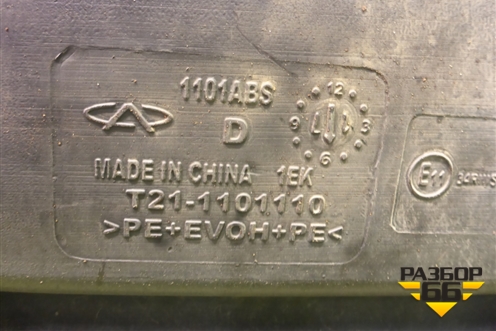 1101ABS
D
12
9 3
6
MADE IN CHINA 1EK
T21-1101110
>PE+EVOH+PE<
E11
РАЗБОР
66